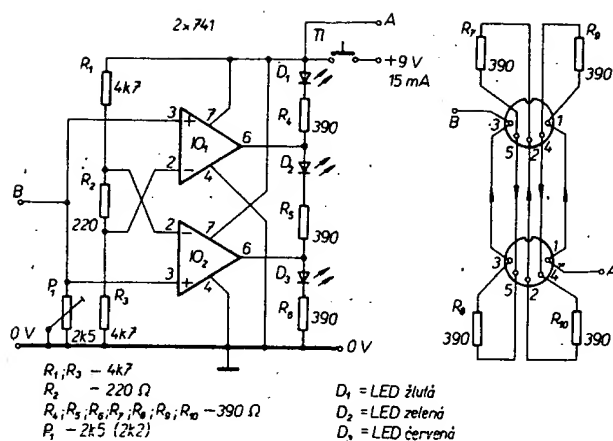 2x741
A
Tl
+9 V
15 mA
R1
4k7
D1
R4
390
3
+
7
IO1
6
2
-
4
D2
R2
220
B
R5
390
2
-
7
IO2
6
3
+
4
D3
P1
2k5
R3
4k7
R6
390
0 V
0 V
R7
390
R9
390
B
3
1
5
2
4
3
1
4
5
2
A
R8
390
R10
390
R1;R3 - 4k7
R2 - 220 Ω
R4;R5;R6;R7;R8;R9;R10 - 390 Ω
P1 - 2k5 (2k2)
D1 = LED žlutá
D2 = LED zelená
D3 = LED červená